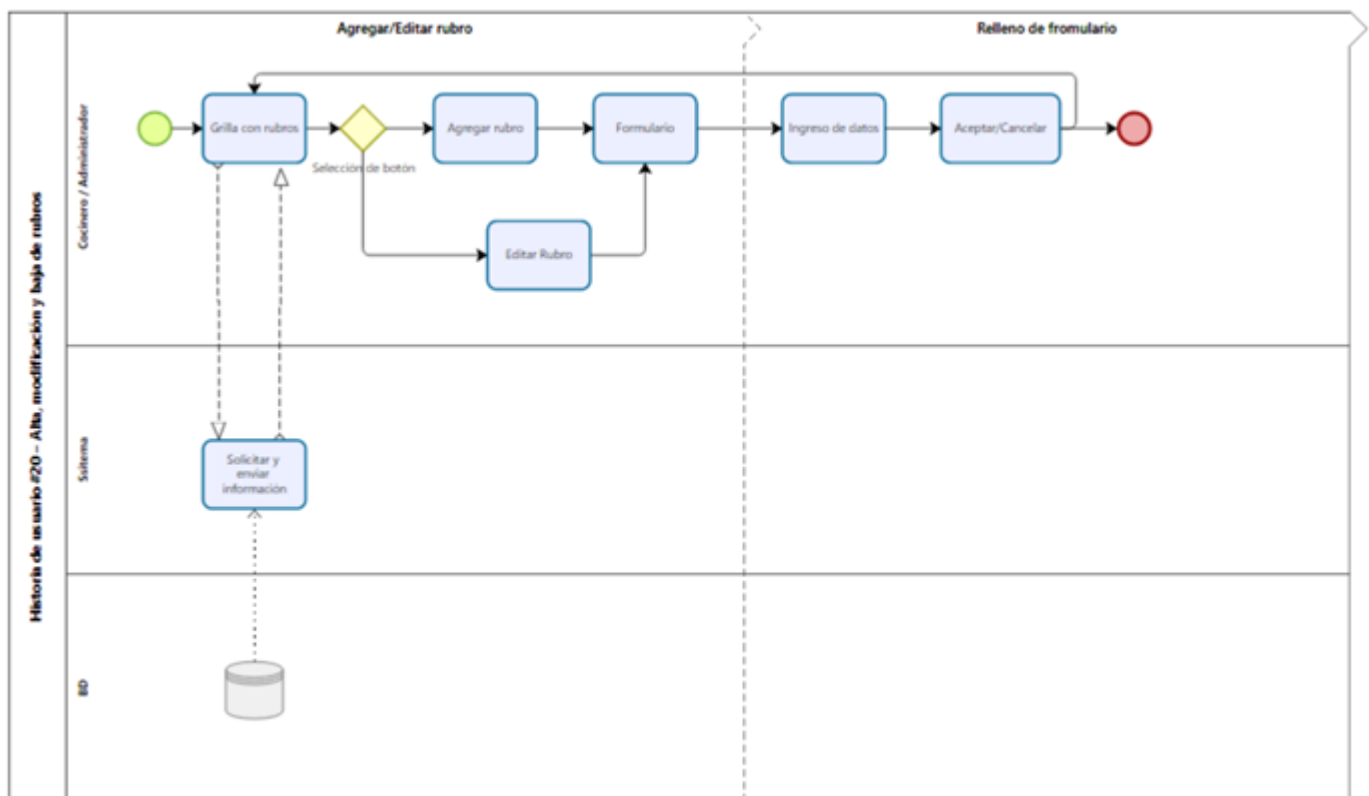 Historia de usuario #20 – Alta, modificación y baja de rubros
Agregar/Editar rubro
Relleno de fromulario
Cocinero / Administrador
Grilla con rubros
Selección de botón
Agregar rubro
Formulario
Ingreso de datos
Aceptar/Cancelar
Editar Rubro
Ssitema
Solicitar y
enviar
información
BD